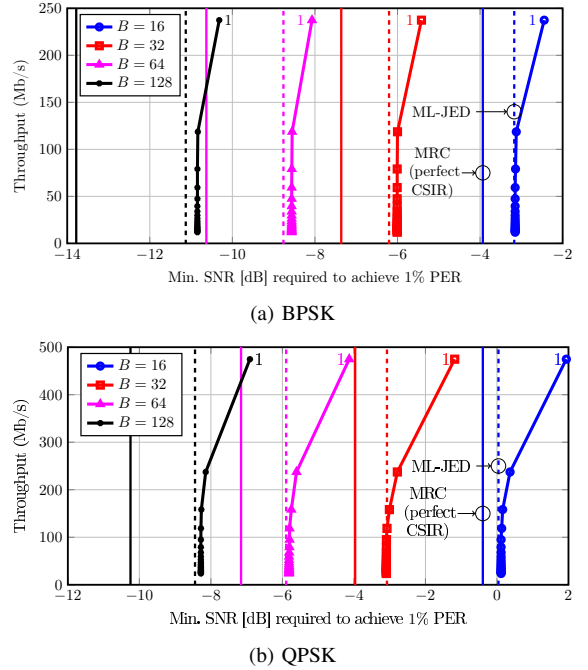 250
200
150
100
50
0
Throughput (Mb/s)
B = 16
B = 32
B = 64
B = 128
1
1
1
1
ML-JED
MRC
(perfect
CSIR)
−14 −12 −10 −8 −6 −4 −2
Min. SNR [dB] required to achieve 1% PER
(a) BPSK
500
400
300
200
100
0
Throughput (Mb/s)
B = 16
B = 32
B = 64
B = 128
1
1
1
1
ML-JED
MRC
(perfect
CSIR)
−12 −10 −8 −6 −4 −2 0 2
Min. SNR [dB] required to achieve 1% PER
(b) QPSK